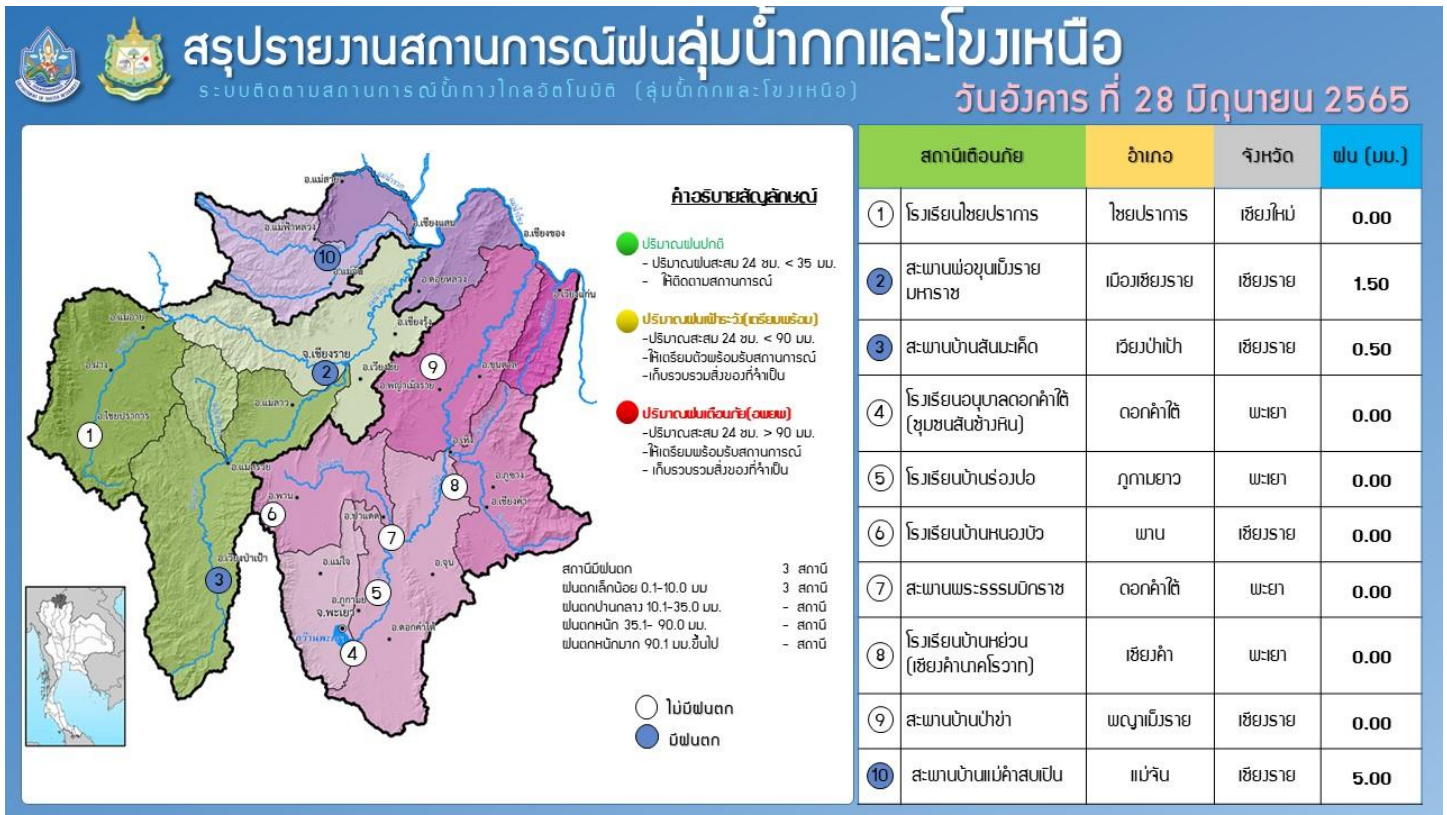 สรุปรายงานสถานการณ์ฝนลุ่มน้ำกกและโขงเหนือ
ระบบติดตามสถานการณ์น้ำทางไกลอัตโนมัติ (ลุ่มน้ำกกและโขงเหนือ)
วันอังคาร ที่ 28 มิถุนายน 2565
อ.แม่สาย
อ.แม่ฟ้าหลวง
อ.เชียงแสน
อ.เชียงของ
10
อ.แม่จัน
อ.ดอยหลวง
อ.เวียงแก่น
อ.แม่อาย
อ.เชียงรุ้ง
จ.เชียงราย
อ.ฝาง
2
อ.เวียงชัย
9
อ.ขุนตาล
อ.พญาเม็งราย
อ.ไชยปราการ
อ.แม่ลาว
1
อ.เทิง
อ.แม่สรวย
8
อ.ภูซาง
อ.เชียงคำ
อ.พาน
6
อ.ป่าแดด
7
อ.เวียงป่าเป้า
3
อ.แม่ใจ
อ.จุน
5
อ.ภูกามยาว
จ.พะเยา
กว๊านพะเยา
อ.ดอกคำใต้
4
คำอธิบายสัญลักษณ์
ปริมาณฝนปกติ
- ปริมาณฝนสะสม 24 ชม. < 35 มม.
- ให้ติดตามสถานการณ์
ปริมาณฝนเฝ้าระวัง(เตรียมพร้อม)
-ปริมาณสะสม 24 ชม. < 90 มม.
-ให้เตรียมตัวพร้อมรับสถานการณ์
-เก็บรวบรวมสิ่งของที่จำเป็น
ปริมาณฝนเตือนภัย(อพยพ)
-ปริมาณสะสม 24 ชม. > 90 มม.
-ให้เตรียมพร้อมรับสถานการณ์
- เก็บรวบรวมสิ่งของที่จำเป็น
สถานีมีฝนตก 3 สถานี
ฝนตกเล็กน้อย 0.1-10.0 มม 3 สถานี
ฝนตกปานกลาง 10.1-35.0 มม. - สถานี
ฝนตกหนัก 35.1- 90.0 มม. - สถานี
ฝนตกหนักมาก 90.1 มม.ขึ้นไป - สถานี
ไม่มีฝนตก
มีฝนตก
สถานีเตือนภัย อำเภอ จังหวัด ฝน (มม.)
1 โรงเรียนไชยปราการ ไชยปราการ เชียงใหม่ 0.00
2 สะพานพ่อขุนเม็งราย
มหาราช เมืองเชียงราย เชียงราย 1.50
3 สะพานบ้านสันมะเค็ด เวียงป่าเป้า เชียงราย 0.50
4 โรงเรียนอนุบาลดอกคำใต้
(ชุมชนสันช้างหิน) ดอกคำใต้ พะเยา 0.00
5 โรงเรียนบ้านร่องปอ ภูกามยาว พะเยา 0.00
6 โรงเรียนบ้านหนองบัว พาน เชียงราย 0.00
7 สะพานพระธรรมมิกราช ดอกคำใต้ พะยา 0.00
8 โรงเรียนบ้านหย่วน
(เชียงคำนาคโรวาท) เชียงคำ พะเยา 0.00
9 สะพานบ้านป่าข่า พญาเม็งราย เชียงราย 0.00
10 สะพานบ้านแม่คำสบเปิน แม่จัน เชียงราย 5.00